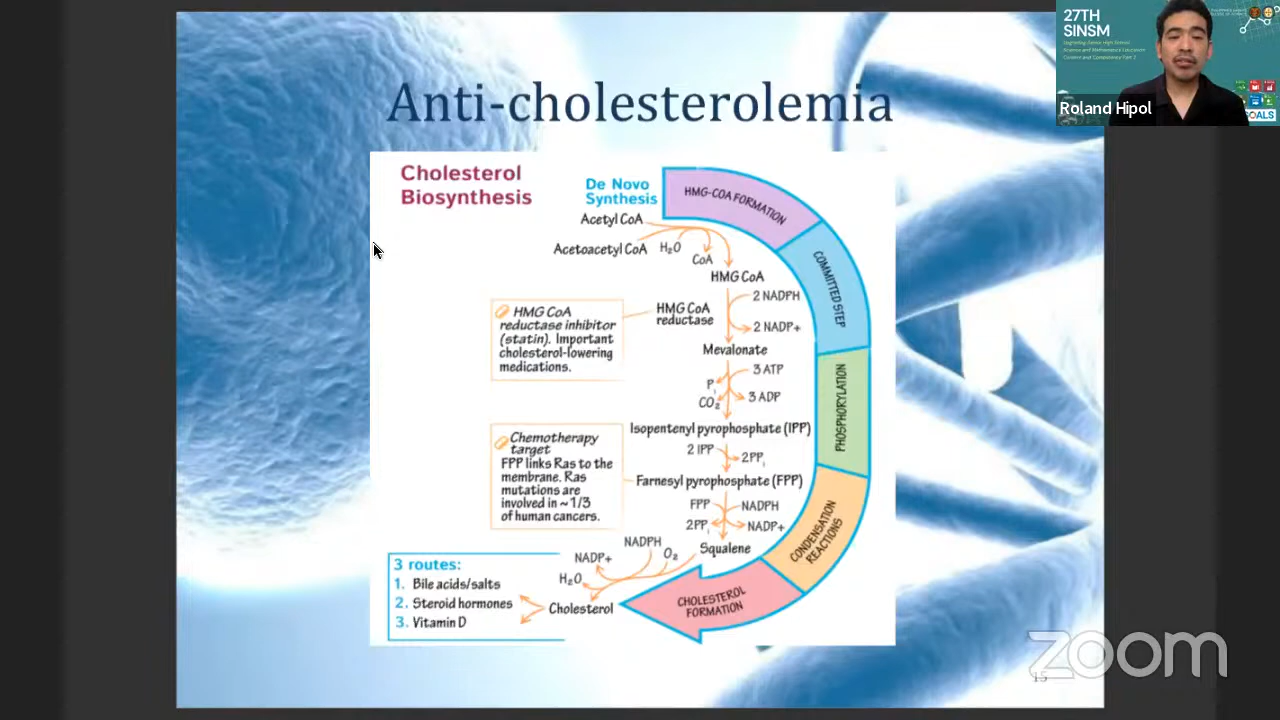 Anti-cholesterolemia
Cholesterol
Biosynthesis
De Novo
Synthesis
Acetyl CoA
Acetoacetyl CoA
H₂O
CoA
HMG CoA
2 NADPH
HMG CoA
reductase
2 NADP+
HMG CoA
reductase inhibitor
(statin). Important
cholesterol-lowering
medications.
Mevalonate
3 ATP
Pi
CO₂
3 ADP
Isopentenyl pyrophosphate (IPP)
2 IPP
2PPi
Chemotherapy
target
FPP links Ras to the
membrane. Ras
mutations are
involved in ~1/3
of human cancers.
Farnesyl pyrophosphate (FPP)
FPP
NADPH
2PPi
NADP+
Squalene
NADPH
O₂
NADP+
H₂O
Cholesterol
3 routes:
1. Bile acids/salts
2. Steroid hormones
3. Vitamin D
HMG-COA FORMATION
COMMITTED STEP
PHOSPHORYLATION
CONDENSATION
REACTIONS
CHOLESTEROL
FORMATION
27TH
SINSM
Roland Hipol
GOALS
zoom
15